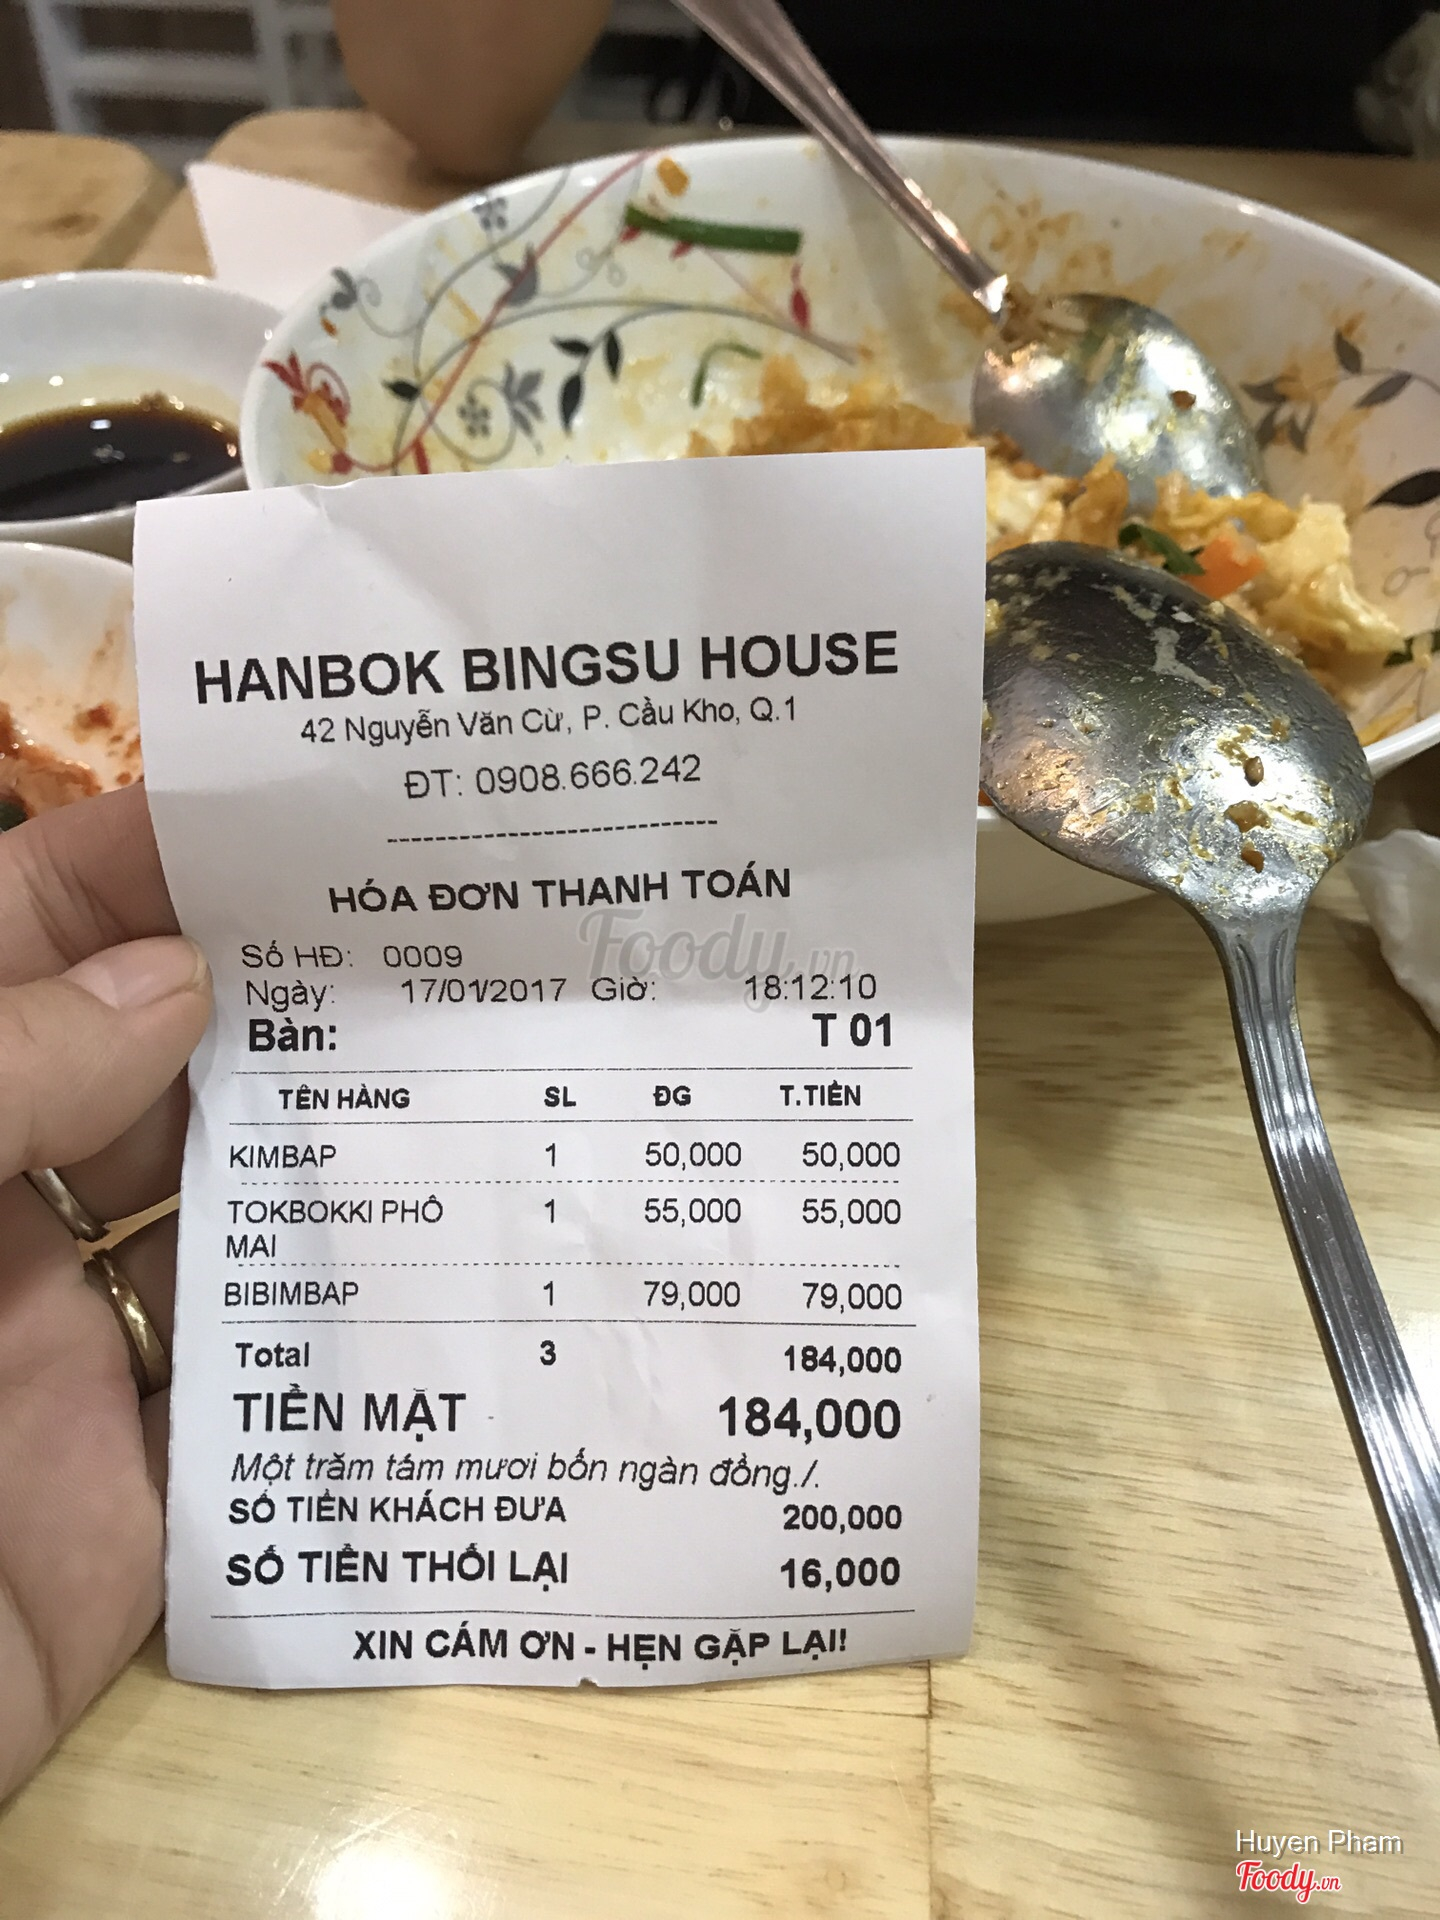 HANBOK BINGSU HOUSE
42 Nguyễn Văn Cừ, P. Cầu Kho, Q.1
ĐT: 0908.666.242
----------------------------
HÓA ĐƠN THANH TOÁN
Foody.vn
Số HĐ: 0009
Ngày: 17/01/2017 Giờ: 18:12:10
Bàn: T 01
TÊN HÀNG SL ĐG T.TIỀN
KIMBAP 1 50,000 50,000
TOKBOKKI PHÔ 1 55,000 55,000
MAI
BIBIMBAP 1 79,000 79,000
Total 3 184,000
TIỀN MẶT 184,000
Một trăm tám mươi bốn ngàn đồng./.
SỐ TIỀN KHÁCH ĐƯA 200,000
SỐ TIỀN THỐI LẠI 16,000
XIN CÁM ƠN - HẸN GẶP LẠI!
Huyen Pham
Foody.vn